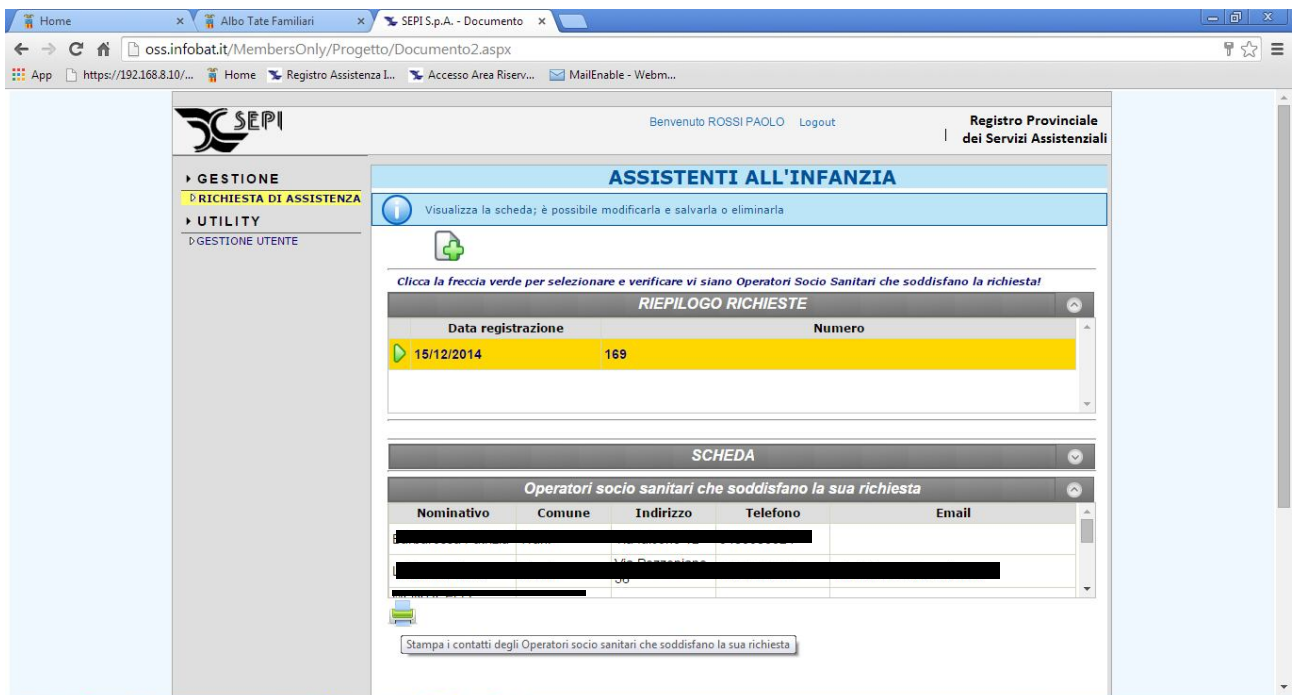 Home
Albo Tate Familiari
SEPI S.p.A. - Documento
oss.infobat.it/MembersOnly/Progetto/Documento2.aspx
App https://192.168.8.10/... Home Registro Assistenza I... Accesso Area Riserv... MailEnable - Webm...
SEPI
Benvenuto ROSSI PAOLO Logout
Registro Provinciale
| dei Servizi Assistenziali
GESTIONE
RICHIESTA DI ASSISTENZA
UTILITY
GESTIONE UTENTE
ASSISTENTI ALL'INFANZIA
Visualizza la scheda; è possibile modificarla e salvarla o eliminarla
Clicca la freccia verde per selezionare e verificare vi siano Operatori Socio Sanitari che soddisfano la richiesta!
RIEPILOGO RICHIESTE
Data registrazione Numero
15/12/2014 169
SCHEDA
Operatori socio sanitari che soddisfano la sua richiesta
Nominativo Comune Indirizzo Telefono Email
Stampa i contatti degli Operatori socio sanitari che soddisfano la sua richiesta